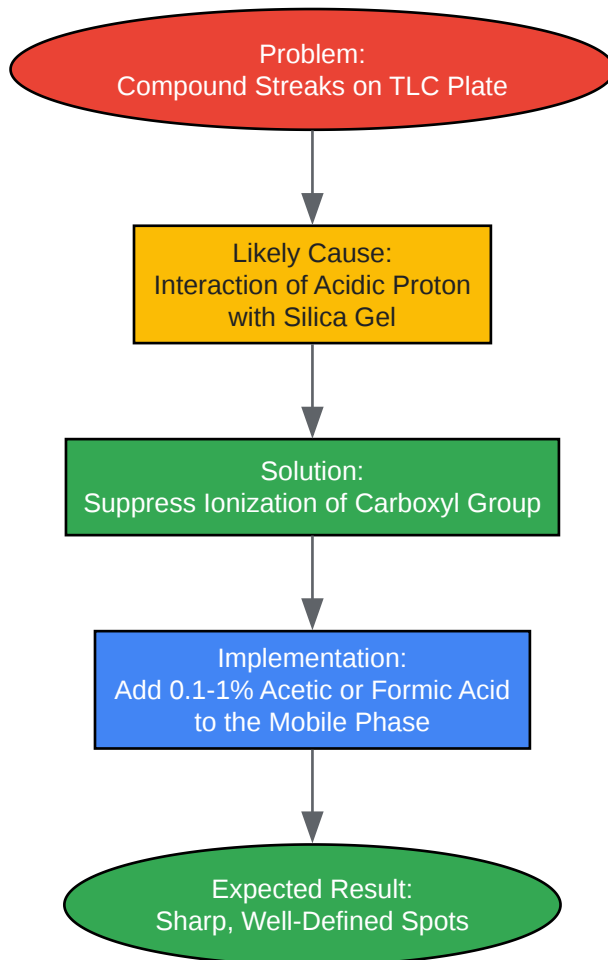 Problem:
Compound Streaks on TLC Plate
Likely Cause:
Interaction of Acidic Proton
with Silica Gel
Solution:
Suppress Ionization of Carboxyl Group
Implementation:
Add 0.1-1% Acetic or Formic Acid
to the Mobile Phase
Expected Result:
Sharp, Well-Defined Spots